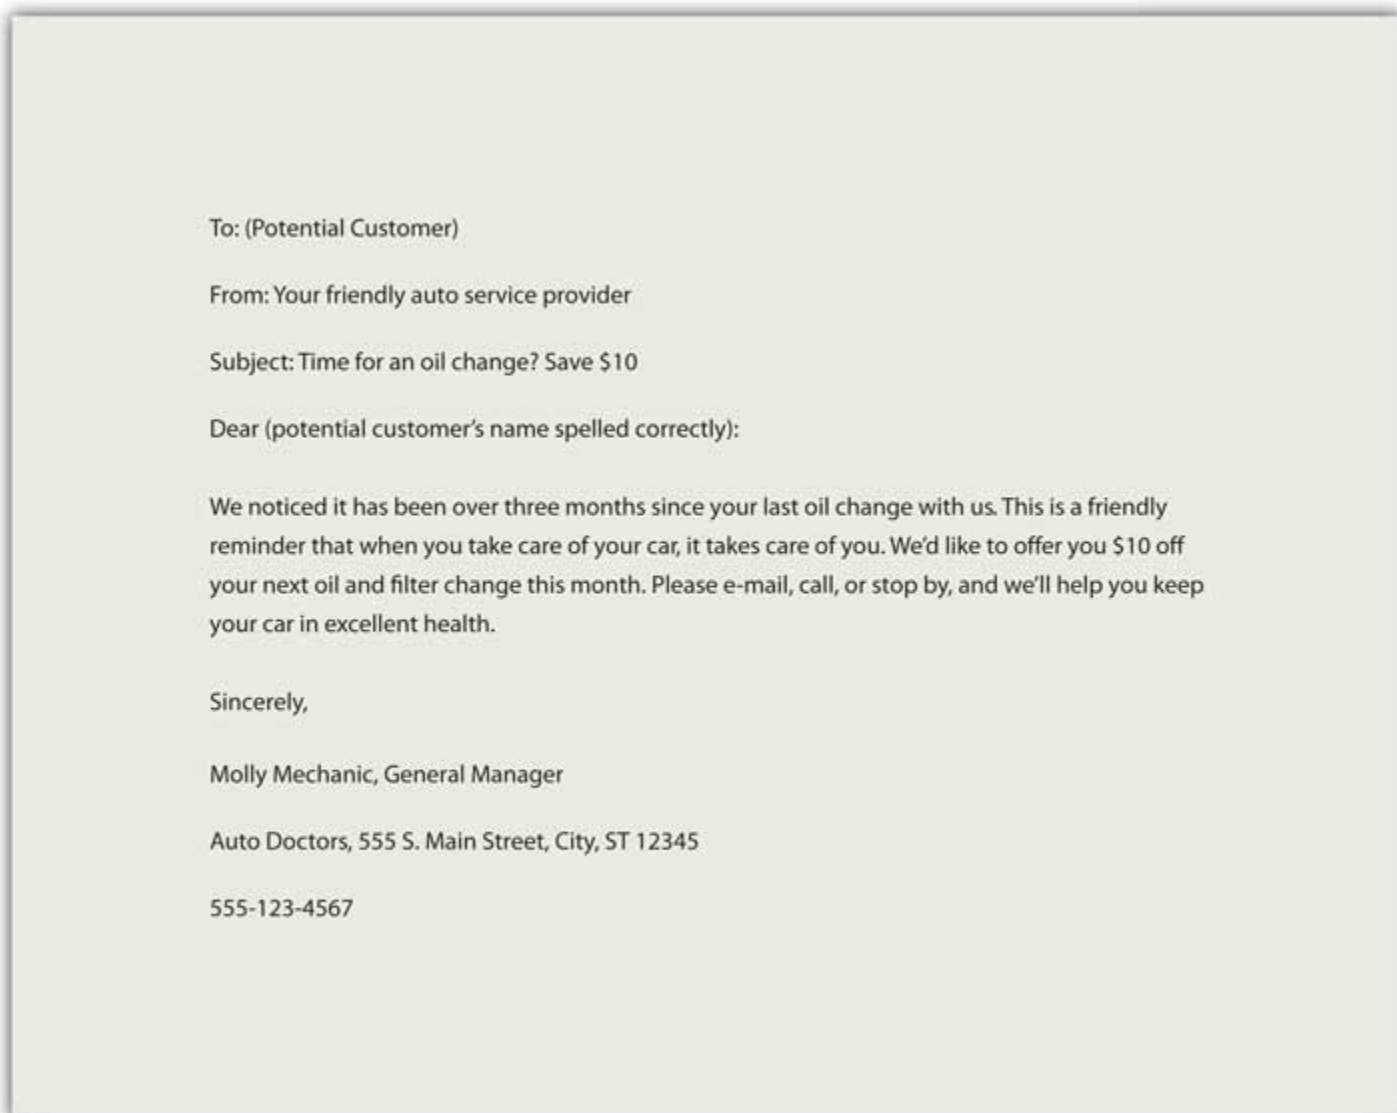 To: (Potential Customer)
From: Your friendly auto service provider
Subject: Time for an oil change? Save $10
Dear (potential customer’s name spelled correctly):
We noticed it has been over three months since your last oil change with us. This is a friendly
reminder that when you take care of your car, it takes care of you. We’d like to offer you $10 off
your next oil and filter change this month. Please e-mail, call, or stop by, and we’ll help you keep
your car in excellent health.
Sincerely,
Molly Mechanic, General Manager
Auto Doctors, 555 S. Main Street, City, ST 12345
555-123-4567